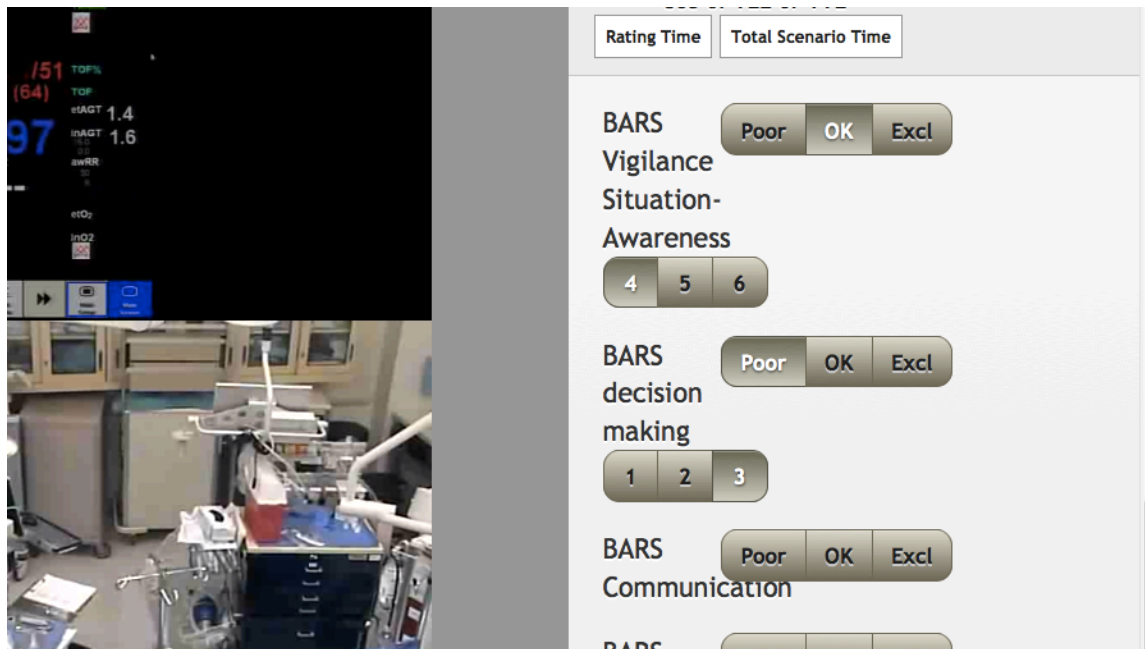 ./51 TOF%
(64) TOF
etAGT 1.4
97 inAGT 1.6
awRR
etO₂
inO2
Rating Time Total Scenario Time
BARS
Vigilance
Situation-
Awareness
Poor OK Excl
4 5 6
BARS
decision
making
Poor OK Excl
1 2 3
BARS
Communication
Poor OK Excl
BARS